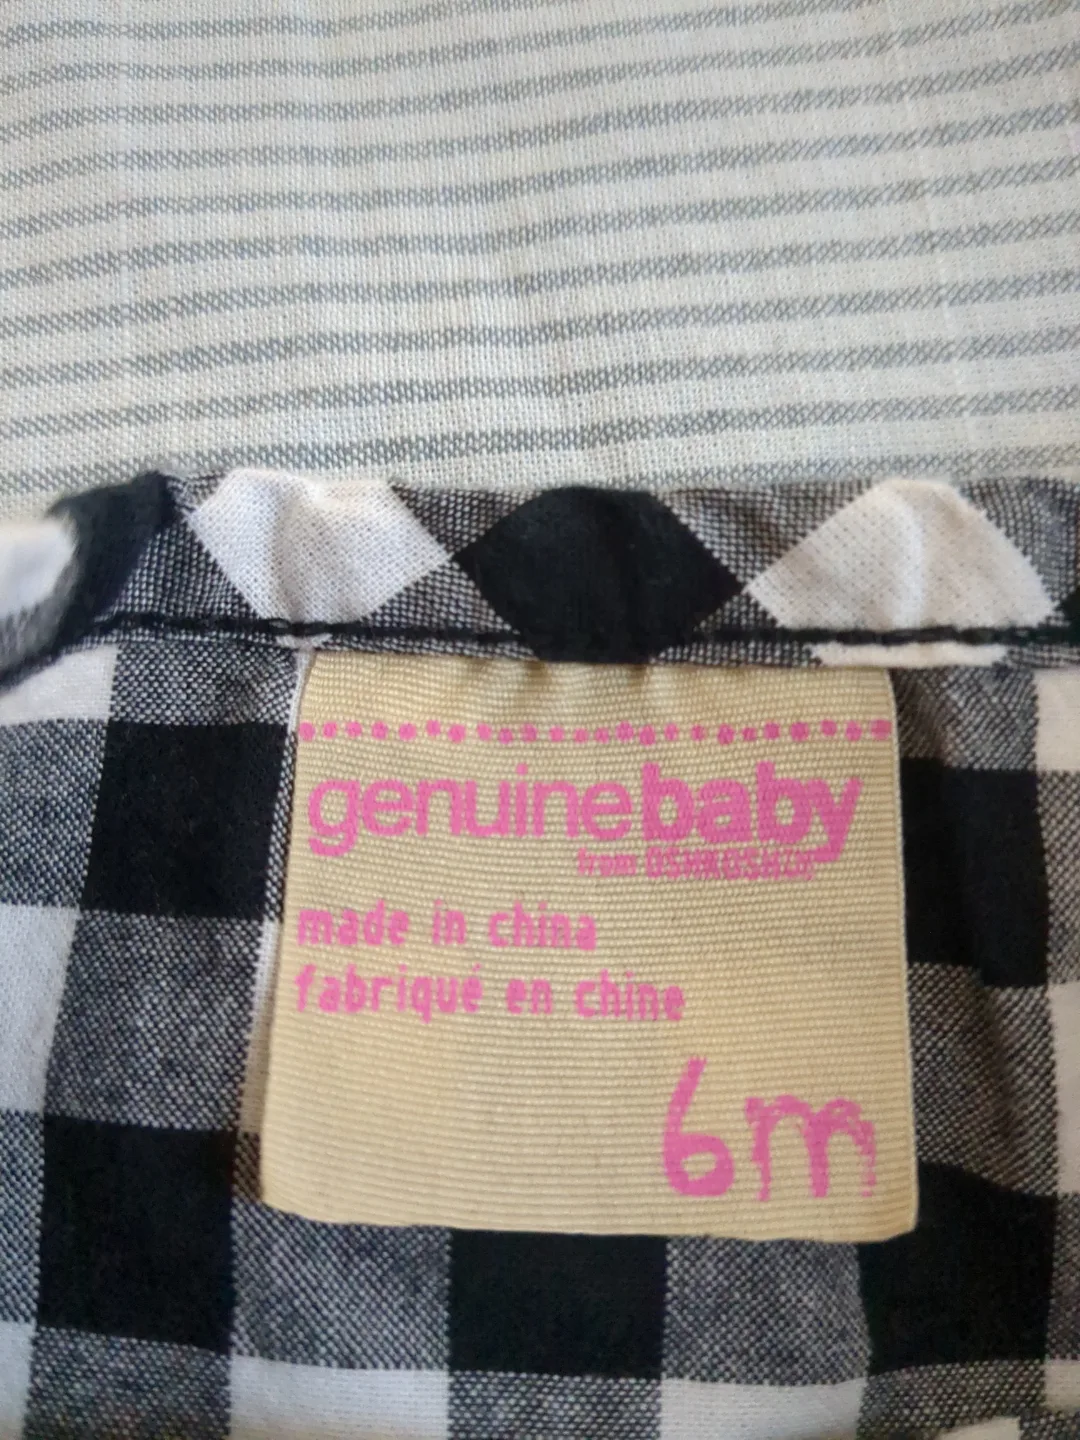 genuinebaby
from OSHKOSH
made in china
fabriqué en chine
6m